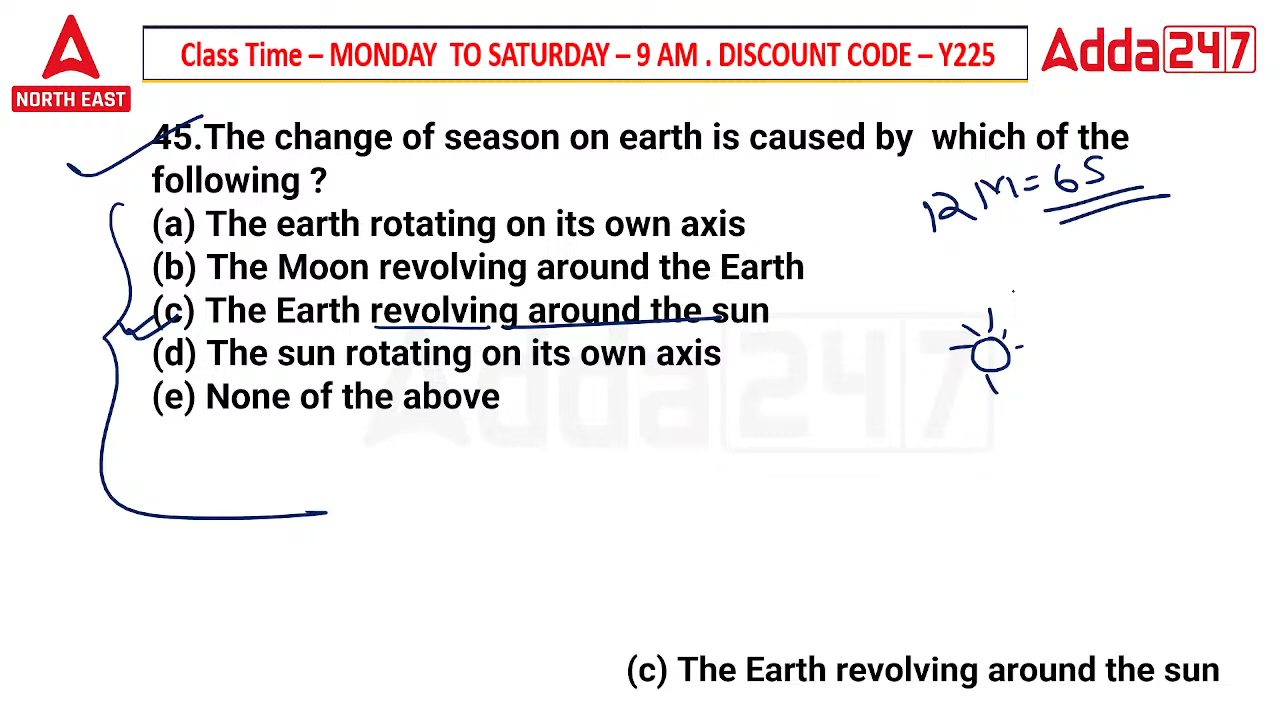 NORTH EAST
Class Time – MONDAY TO SATURDAY – 9 AM . DISCOUNT CODE – Y225
Adda247
45.The change of season on earth is caused by which of the
following ?
12 M = 6S
(a) The earth rotating on its own axis
(b) The Moon revolving around the Earth
(c) The Earth revolving around the sun
(d) The sun rotating on its own axis
(e) None of the above
Adda247
(c) The Earth revolving around the sun